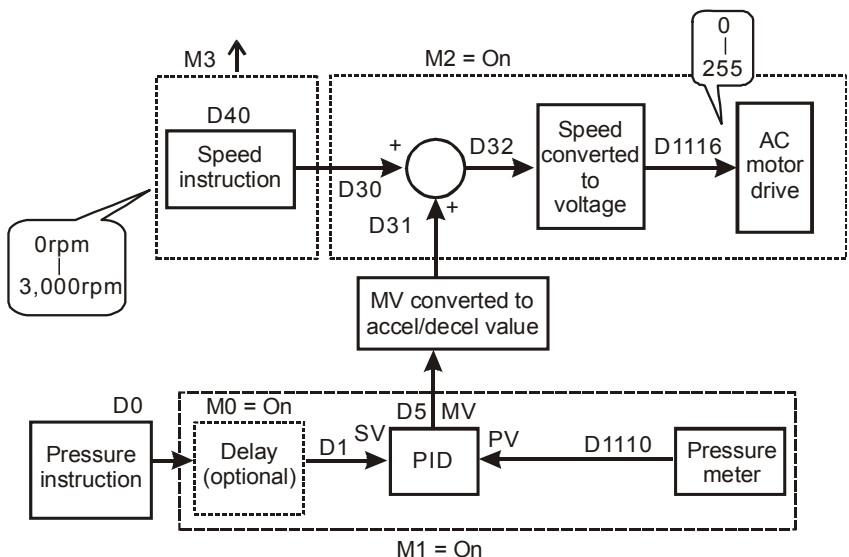 0
255
M3
M2 = On
D40
Speed
instruction
+
D30
D32
Speed
converted
to
voltage
D1116
AC
motor
drive
D31
+
0rpm
3,000rpm
MV converted to
accel/decel value
D0
M0 = On
D5
MV
Pressure
instruction
Delay
(optional)
D1
SV
PID
PV
D1110
Pressure
meter
M1 = On